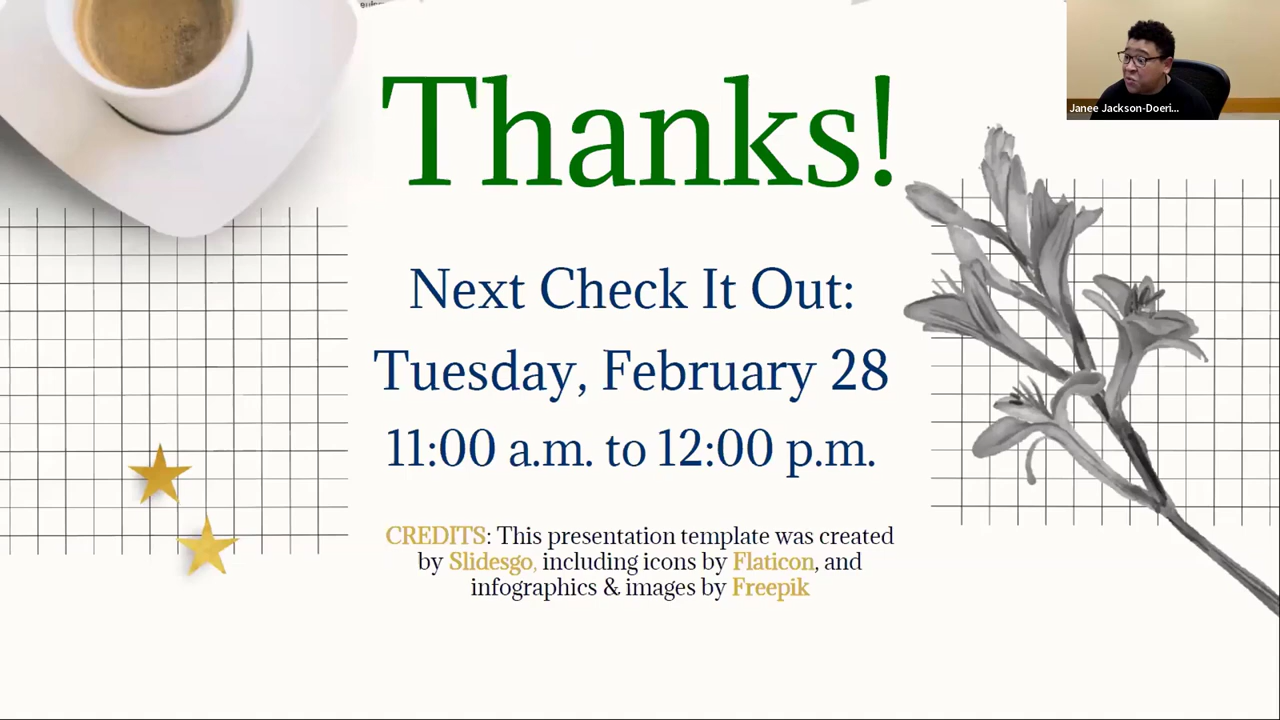 Thanks!
Janee Jackson-Doeri...
Next Check It Out:
Tuesday, February 28
11:00 a.m. to 12:00 p.m.
CREDITS: This presentation template was created
by Slidesgo, including icons by Flaticon, and
infographics & images by Freepik